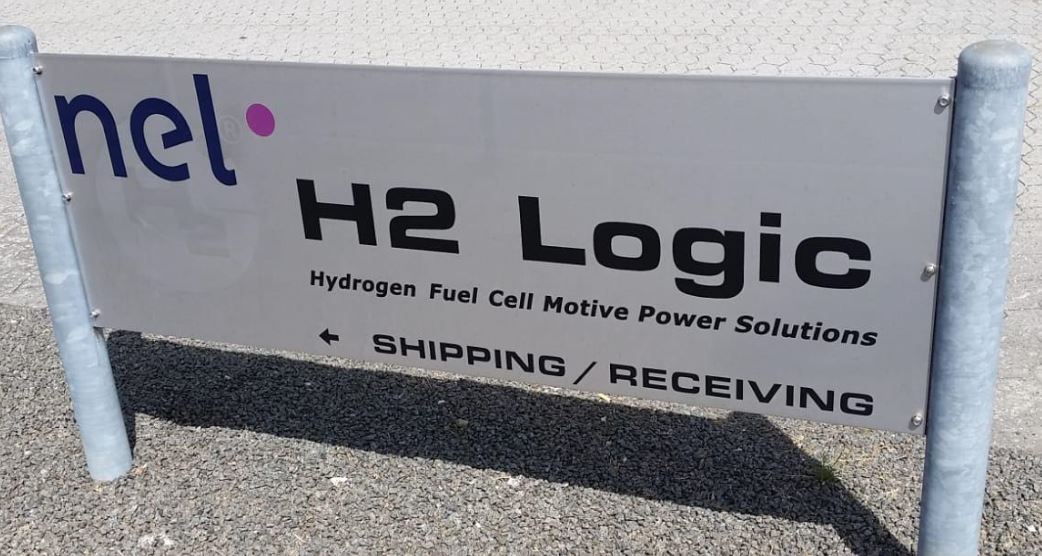 nel
H2 Logic
Hydrogen Fuel Cell Motive Power Solutions
← SHIPPING / RECEIVING